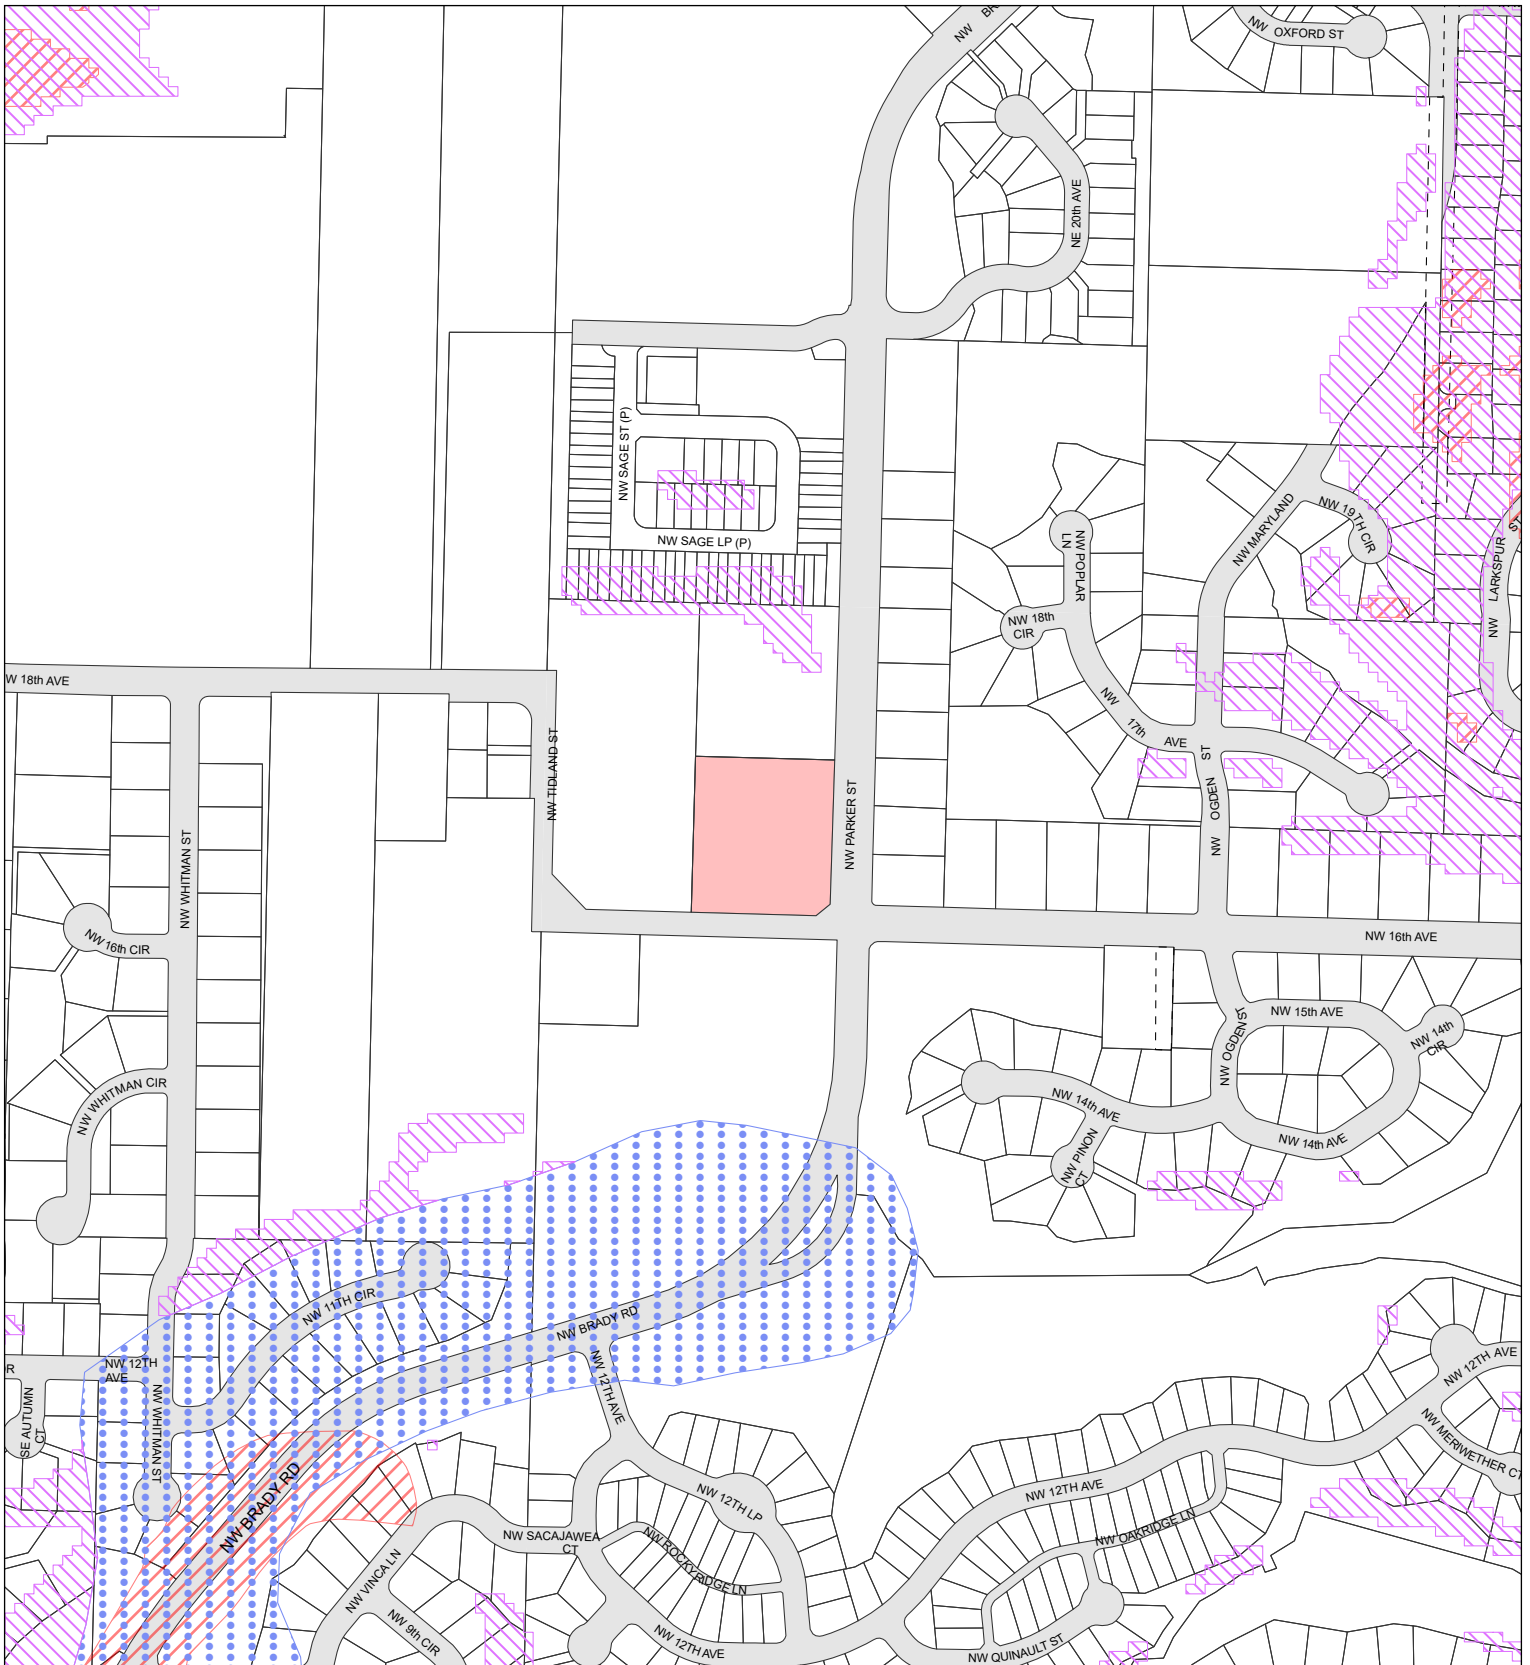 NW BR
NW OXFORD ST
NE 20th AVE
NW SAGE ST (P)
NW SAGE LP (P)
NW MARYLAND
NW 19TH CIR
NW POPLAR
LN
NW LARKSPUR ST
NW 18th
CIR
W 18th AVE
NW 17th AVE
NW TIDLAND ST
NW PARKER ST
NW OGDEN ST
NW WHITMAN ST
NW 16th CIR
NW 16th AVE
NW 15th AVE
NW OGDEN ST
NW 14th
CIR
NW WHITMAN CIR
NW 14th AVE
NW 14th AVE
NW PINON
CT
NW 11TH CIR
NW BRADY RD
NW 12TH
AVE
R
NW 12TH AVE
NW 12TH AVE
SE AUTUMN
CT
NW WHITMAN ST
NW MERIWETHER CT
NW BRADY RD
NW 12TH LP
NW 12TH AVE
NW SACAJAWEA
CT
NW ROCKYRIDGE LN
NW OAKRIDGE LN
NW VINCA LN
NW 9th CIR
NW 12TH AVE
NW QUINAULT ST